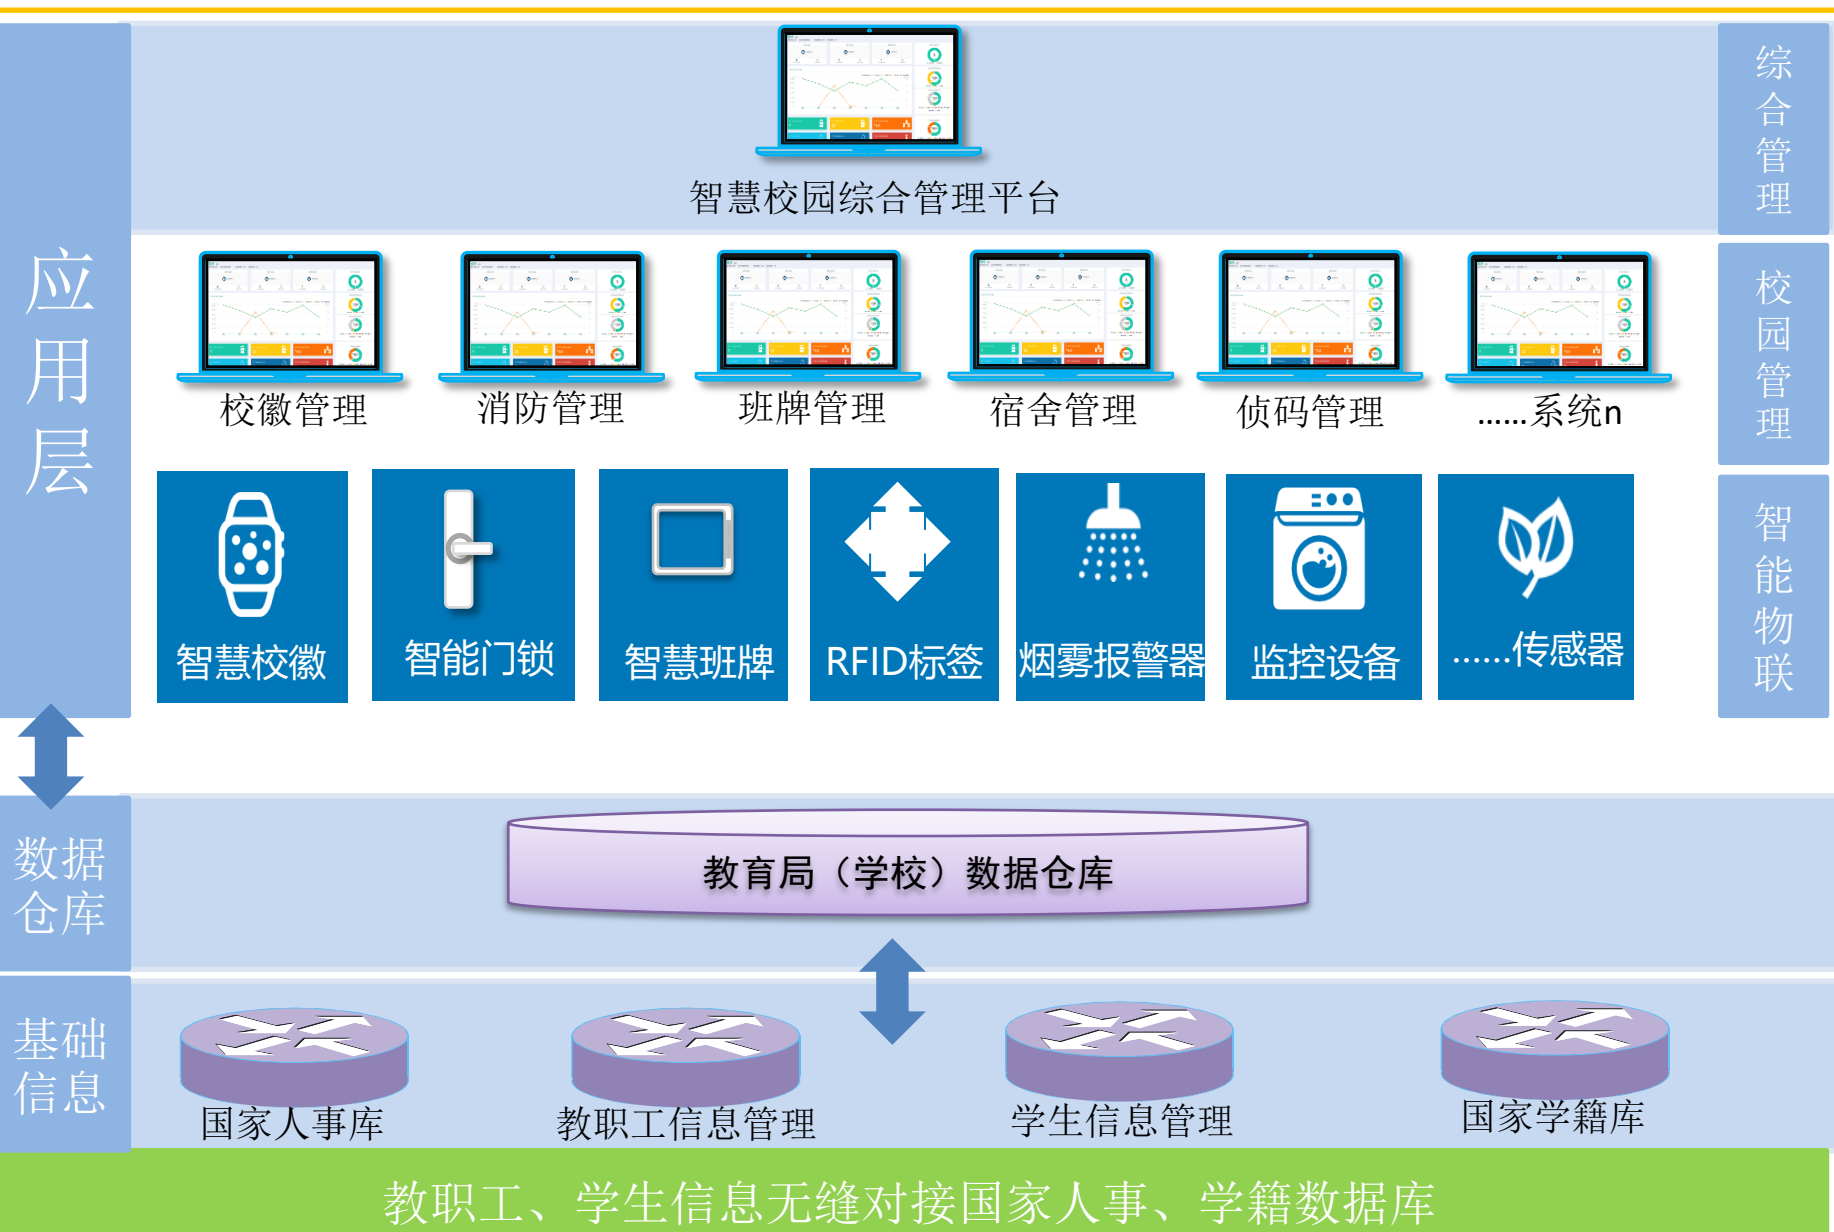 综合管理
智慧校园综合管理平台
应用层
校园管理
校徽管理
消防管理
班牌管理
宿舍管理
侦码管理
......系统n
智能物联
智慧校徽
智能门锁
智慧班牌
RFID标签
烟雾报警器
监控设备
......传感器
数据
仓库
教育局（学校）数据仓库
基础
信息
国家人事库
教职工信息管理
学生信息管理
国家学籍库
教职工、学生信息无缝对接国家人事、学籍数据库